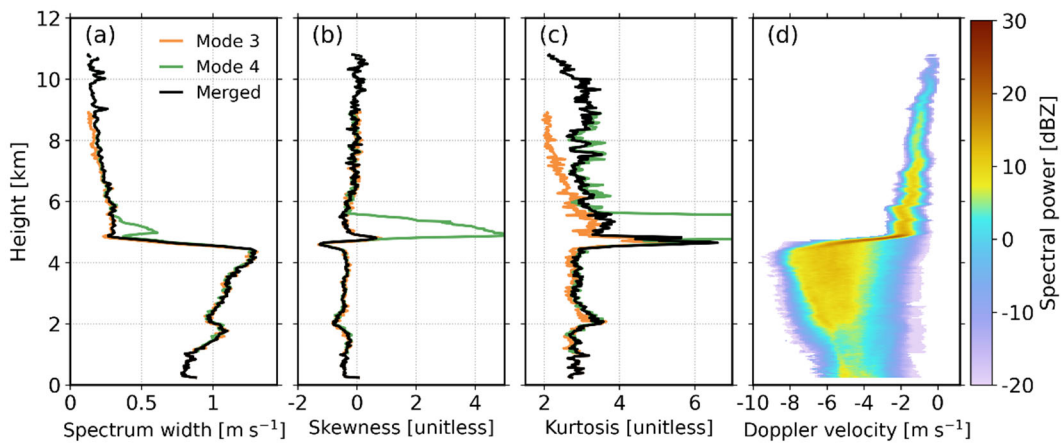 (a)
Mode 3
Mode 4
Merged
(b)
(c)
(d)
12
10
8
6
4
2
0
Height [km]
0 0.5 1
Spectrum width [m s⁻¹]
-2 0 2 4
Skewness [unitless]
2 4 6
Kurtosis [unitless]
-10 -8 -6 -4 -2 0
Doppler velocity [m s⁻¹]
30
20
10
0
-10
-20
Spectral power [dBZ]